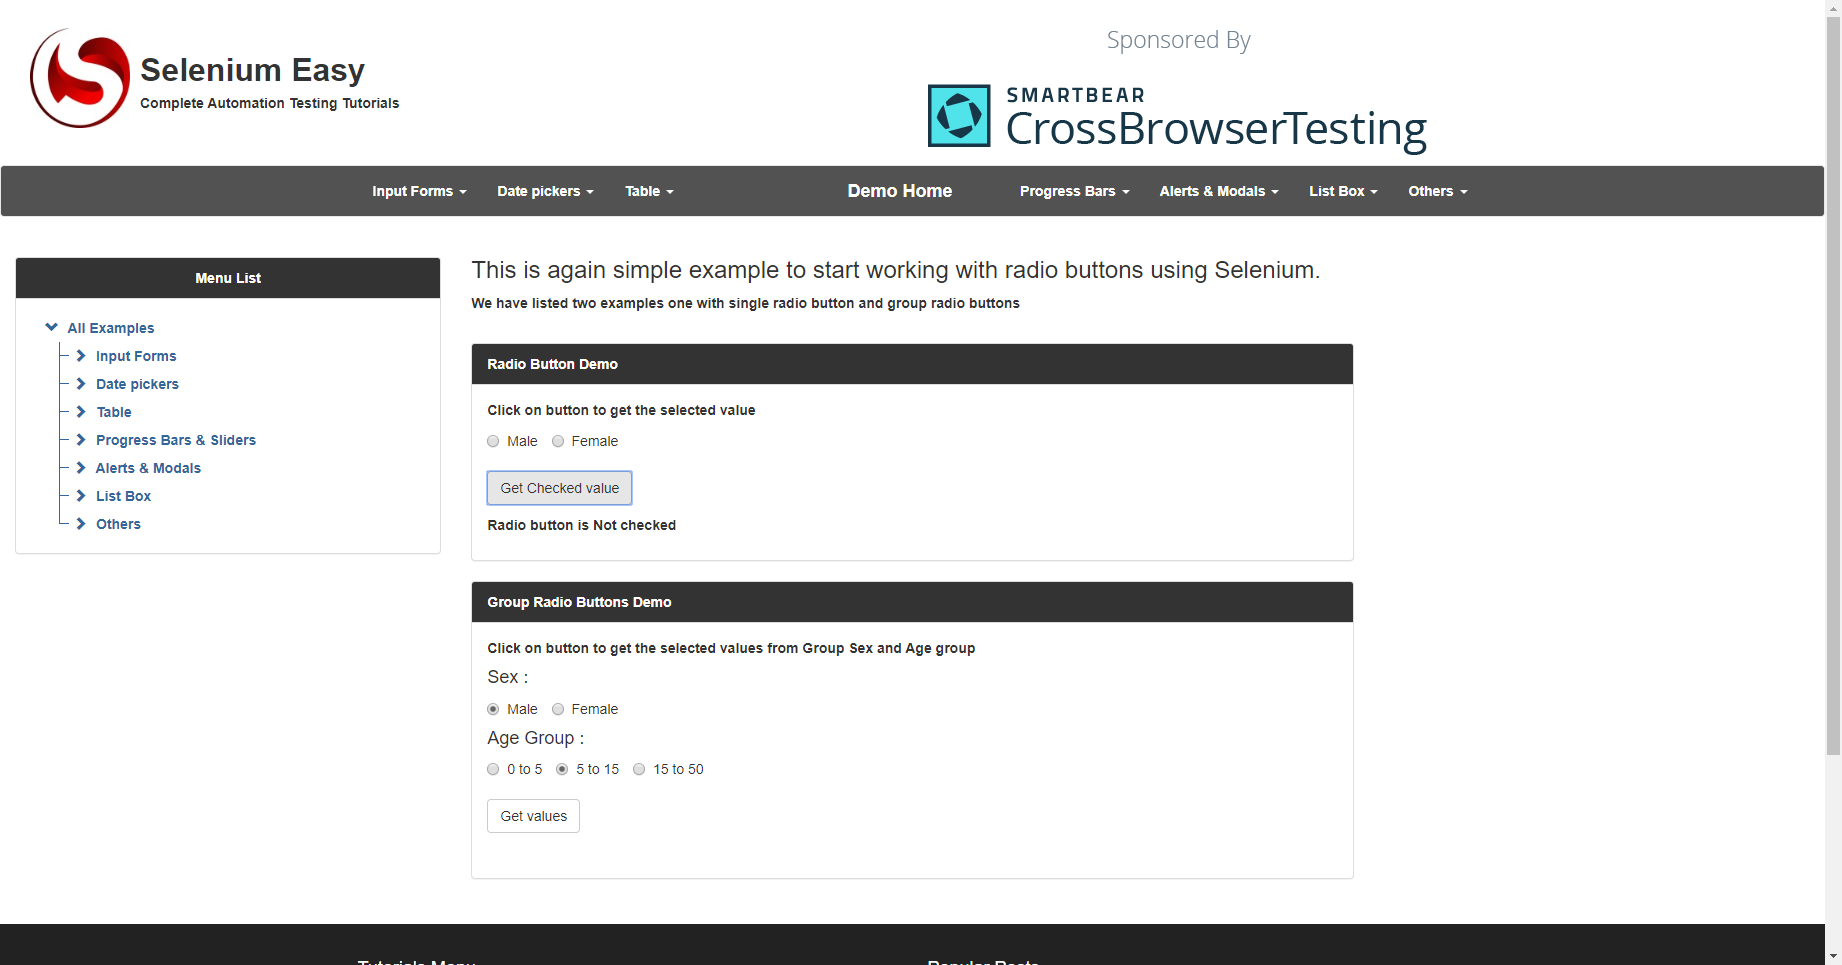 Selenium Easy
Complete Automation Testing Tutorials
Sponsored By
SMARTBEAR
CrossBrowserTesting
Input Forms Date pickers Table Demo Home Progress Bars Alerts & Modals List Box Others
Menu List
All Examples
Input Forms
Date pickers
Table
Progress Bars & Sliders
Alerts & Modals
List Box
Others
This is again simple example to start working with radio buttons using Selenium.
We have listed two examples one with single radio button and group radio buttons
Radio Button Demo
Click on button to get the selected value
Male Female
Get Checked value
Radio button is Not checked
Group Radio Buttons Demo
Click on button to get the selected values from Group Sex and Age group
Sex :
Male Female
Age Group :
0 to 5 5 to 15 15 to 50
Get values
Tutorials Menu Popular Posts